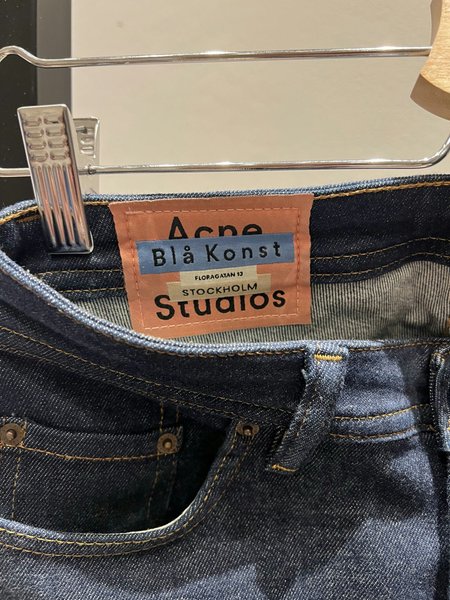 Acne
Blå Konst
FLORAGATAN 13
STOCKHOLM
Studios